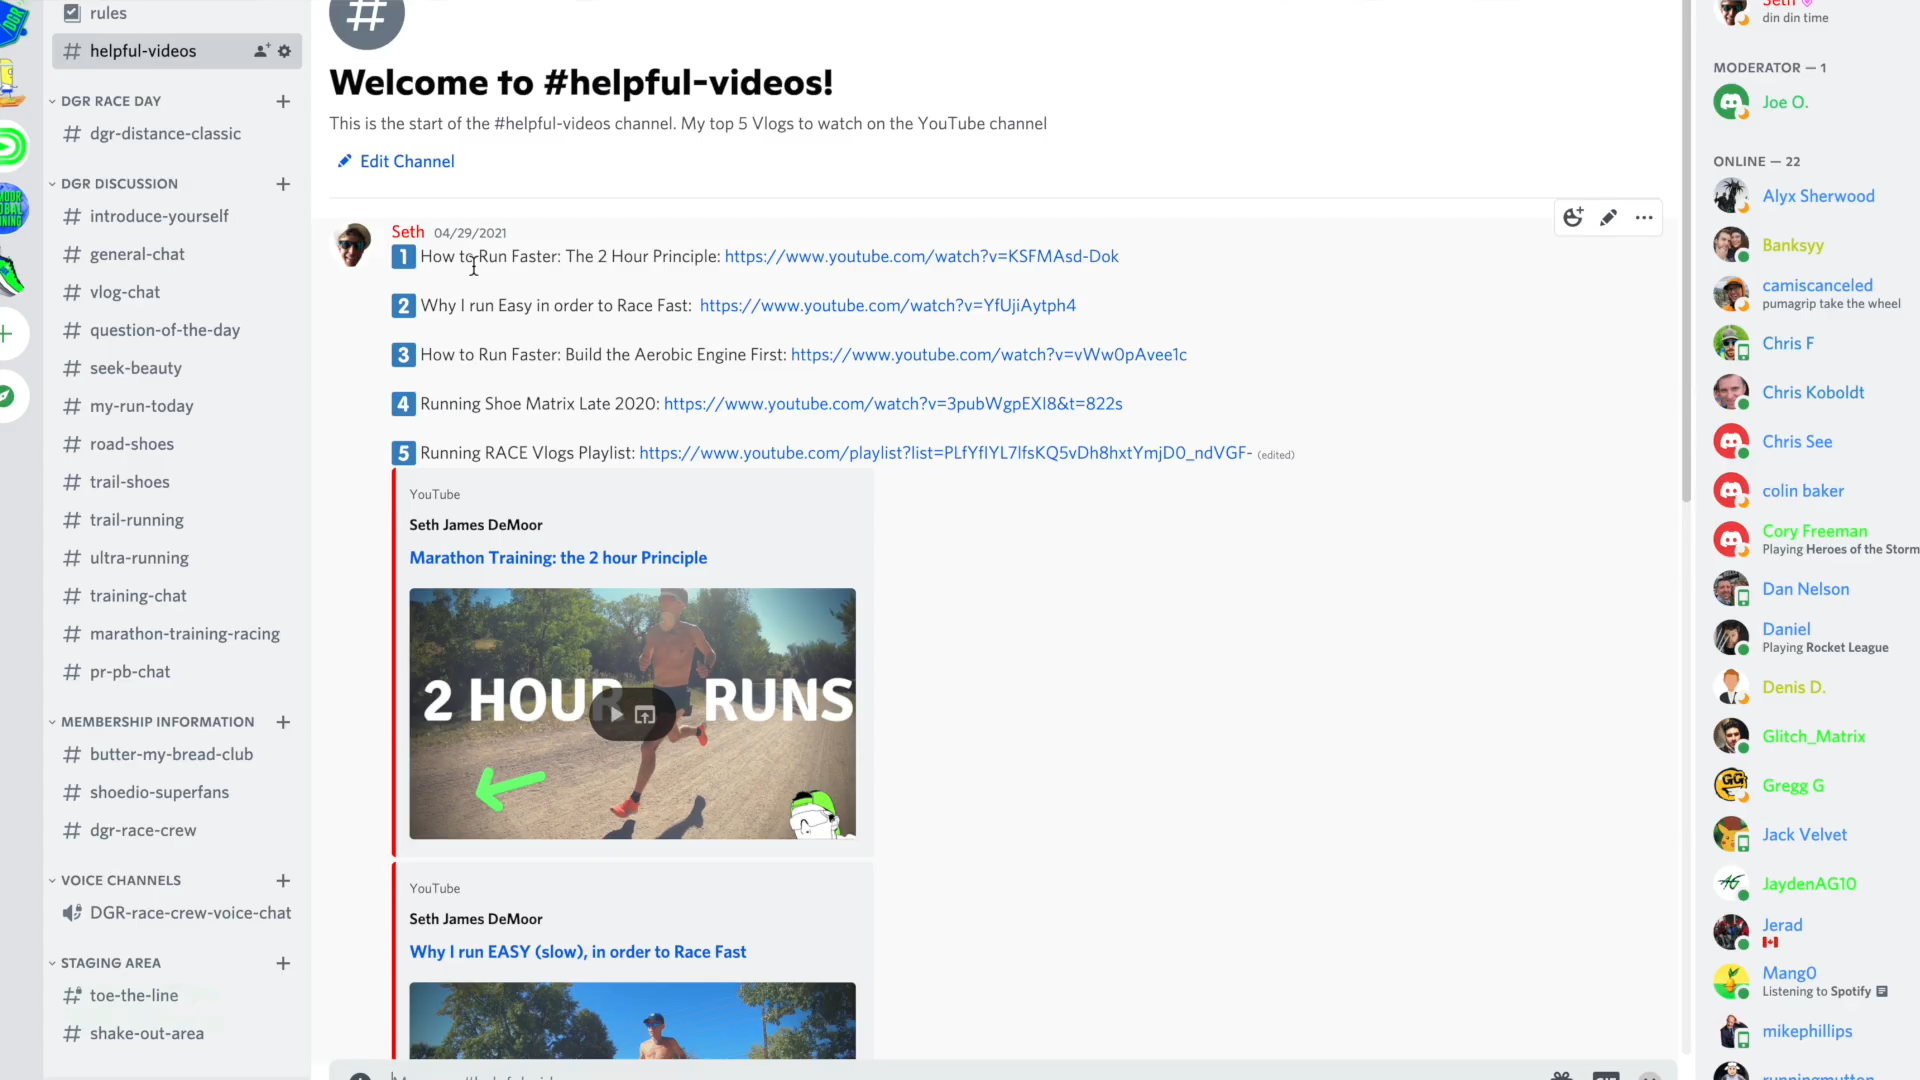 rules
helpful-videos
DGR RACE DAY
dgr-distance-classic
DGR DISCUSSION
introduce-yourself
general-chat
vlog-chat
question-of-the-day
seek-beauty
my-run-today
road-shoes
trail-shoes
trail-running
ultra-running
training-chat
marathon-training-racing
pr-pb-chat
MEMBERSHIP INFORMATION
butter-my-bread-club
shoedio-superfans
dgr-race-crew
VOICE CHANNELS
DGR-race-crew-voice-chat
STAGING AREA
toe-the-line
shake-out-area
Welcome to #helpful-videos!
This is the start of the #helpful-videos channel. My top 5 Vlogs to watch on the YouTube channel
Edit Channel
Seth 04/29/2021
1 How to Run Faster: The 2 Hour Principle: https://www.youtube.com/watch?v=KSFMAsd-Dok
2 Why I run Easy in order to Race Fast: https://www.youtube.com/watch?v=YfUjiAytph4
3 How to Run Faster: Build the Aerobic Engine First: https://www.youtube.com/watch?v=vWw0pAvee1c
4 Running Shoe Matrix Late 2020: https://www.youtube.com/watch?v=3pubWgpEXI8&t=822s
5 Running RACE Vlogs Playlist: https://www.youtube.com/playlist?list=PLfYflYL7lfsKQ5vDh8hxtYmjD0_ndVGF- (edited)
YouTube
Seth James DeMoor
Marathon Training: the 2 hour Principle
2 HOUR RUNS
YouTube
Seth James DeMoor
Why I run EASY (slow), in order to Race Fast
Seth
din din time
MODERATOR — 1
Joe O.
ONLINE — 22
Alyx Sherwood
Banksyy
camiscanceled
pumagrip take the wheel
Chris F
Chris Koboldt
Chris See
colin baker
Cory Freeman
Playing Heroes of the Storm
Dan Nelson
Daniel
Playing Rocket League
Denis D.
Glitch_Matrix
Gregg G
Jack Velvet
JaydenAG10
Jerad
Mang0
Listening to Spotify
mikephillips
runningmutton